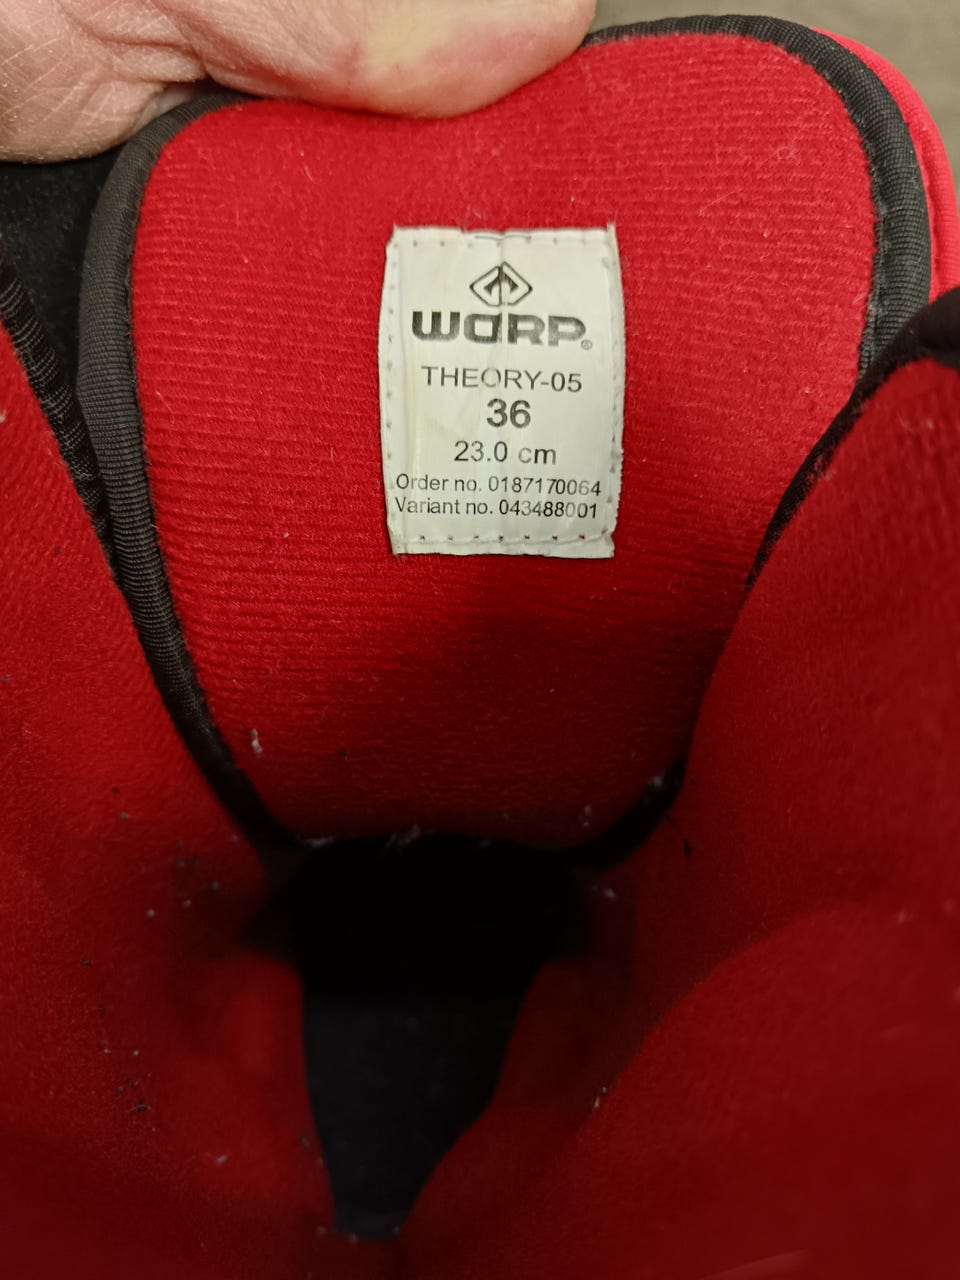 WARP®
THEORY-05
36
23.0 cm
Order no. 0187170064
Variant no. 043488001